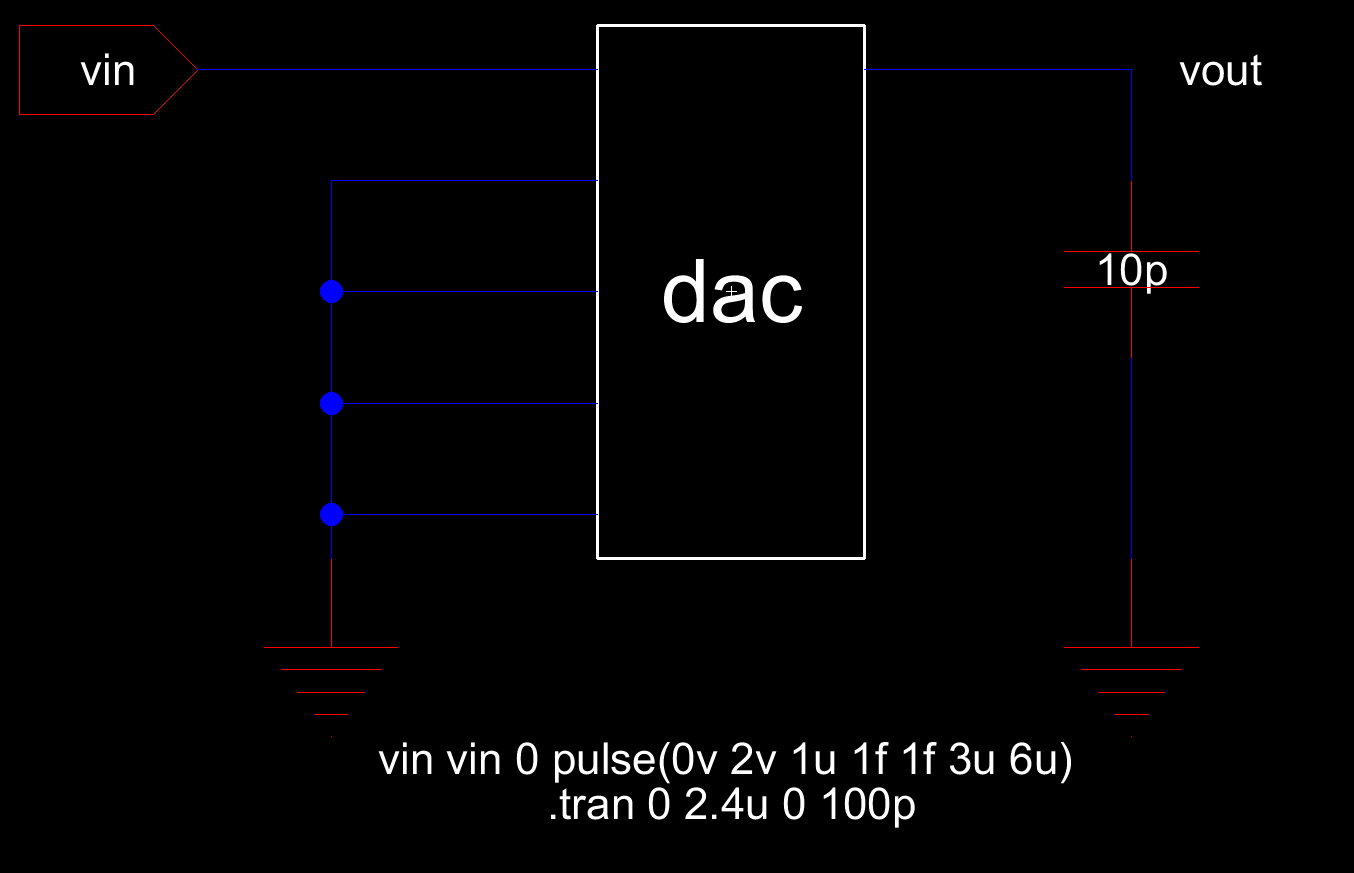 vin
vout
10p
dac
vin vin 0 pulse(0v 2v 1u 1f 1f 3u 6u)
.tran 0 2.4u 0 100p